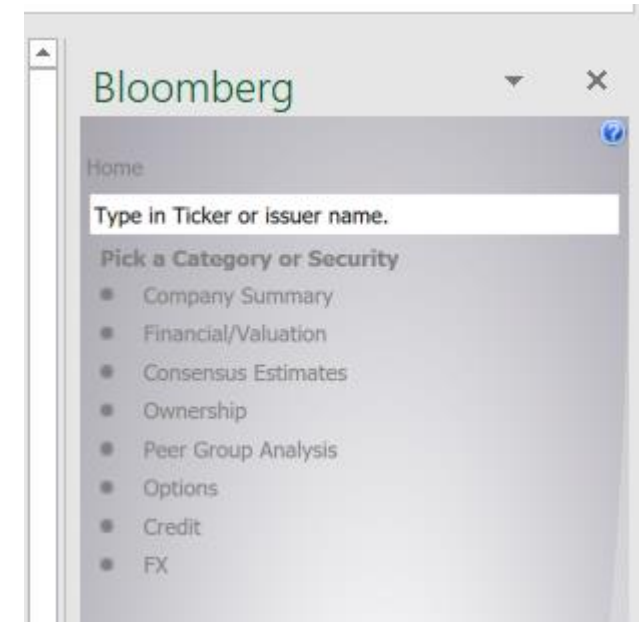 Bloomberg
Home
Type in Ticker or issuer name.
Pick a Category or Security
Company Summary
Financial/Valuation
Consensus Estimates
Ownership
Peer Group Analysis
Options
Credit
FX